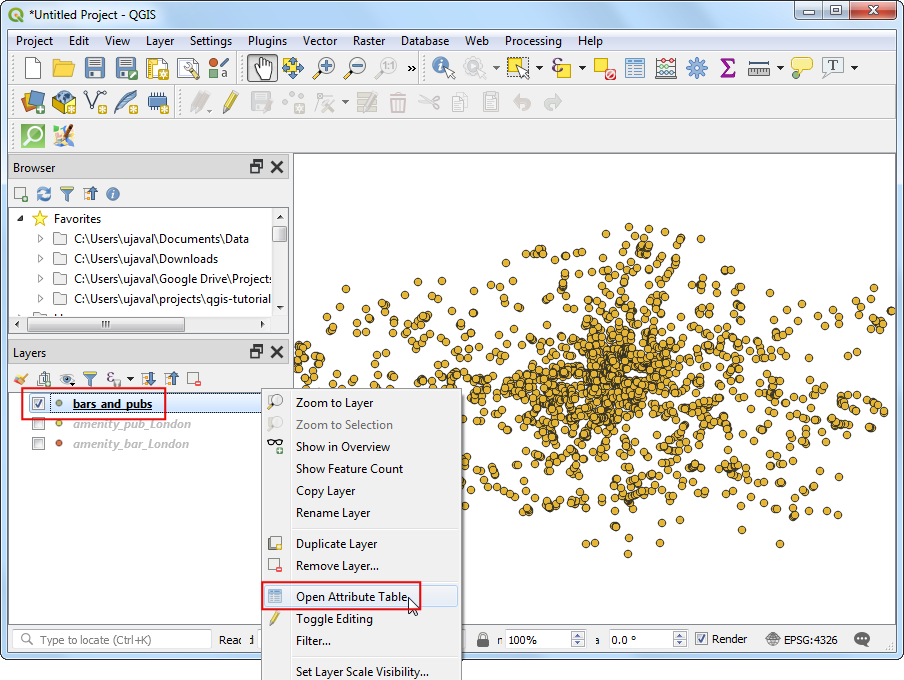 *Untitled Project - QGIS
Project Edit View Layer Settings Plugins Vector Raster Database Web Processing Help
1:1
»
T
Browser
Favorites
C:\Users\ujaval\Documents\Data
C:\Users\ujaval\Downloads
C:\Users\ujaval\Google Drive\Projects
C:\Users\ujaval\projects\qgis-tutorial
Layers
bars_and_pubs
amenity_pub_London
amenity_bar_London
Zoom to Layer
Zoom to Selection
Show in Overview
Show Feature Count
Copy Layer
Rename Layer
Duplicate Layer
Remove Layer...
Open Attribute Table
Toggle Editing
Filter...
Set Layer Scale Visibility...
Type to locate (Ctrl+K)
100%
0.0 °
Render
EPSG:4326